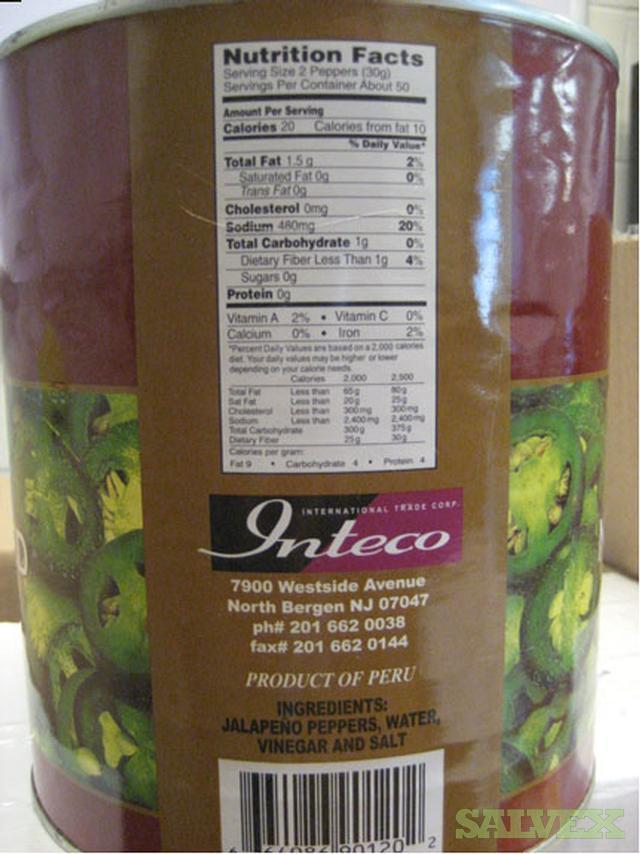 Nutrition Facts
Serving Size 2 Peppers (30g)
Servings Per Container About 50
Amount Per Serving
Calories 20 Calories from fat 10
% Daily Value*
Total Fat 1.5 g 2%
Saturated Fat 0g 0%
Trans Fat 0g
Cholesterol 0mg 0%
Sodium 460mg 20%
Total Carbohydrate 1g 0%
Dietary Fiber Less Than 1g 4%
Sugars 0g
Protein 0g
Vitamin A 2% • Vitamin C 0%
Calcium 0% • Iron 2%
*Percent Daily Values are based on a 2,000 calories
diet. Your daily values may be higher or lower
depending on your calorie needs.
Calories 2,000 2,500
Total Fat Less than 65g 80g
Sat Fat Less than 20g 25g
Cholesterol Less than 300mg 300mg
Sodium Less than 2,400mg 2,400mg
Total Carbohydrate 300g 375g
Dietary Fiber 25g 30g
Calories per gram:
Fat 9 • Carbohydrate 4 • Protein 4
INTERNATIONAL TRADE CORP.
Inteco
7900 Westside Avenue
North Bergen NJ 07047
ph# 201 662 0038
fax# 201 662 0144
PRODUCT OF PERU
INGREDIENTS:
JALAPEÑO PEPPERS, WATER,
VINEGAR AND SALT
SALVEX